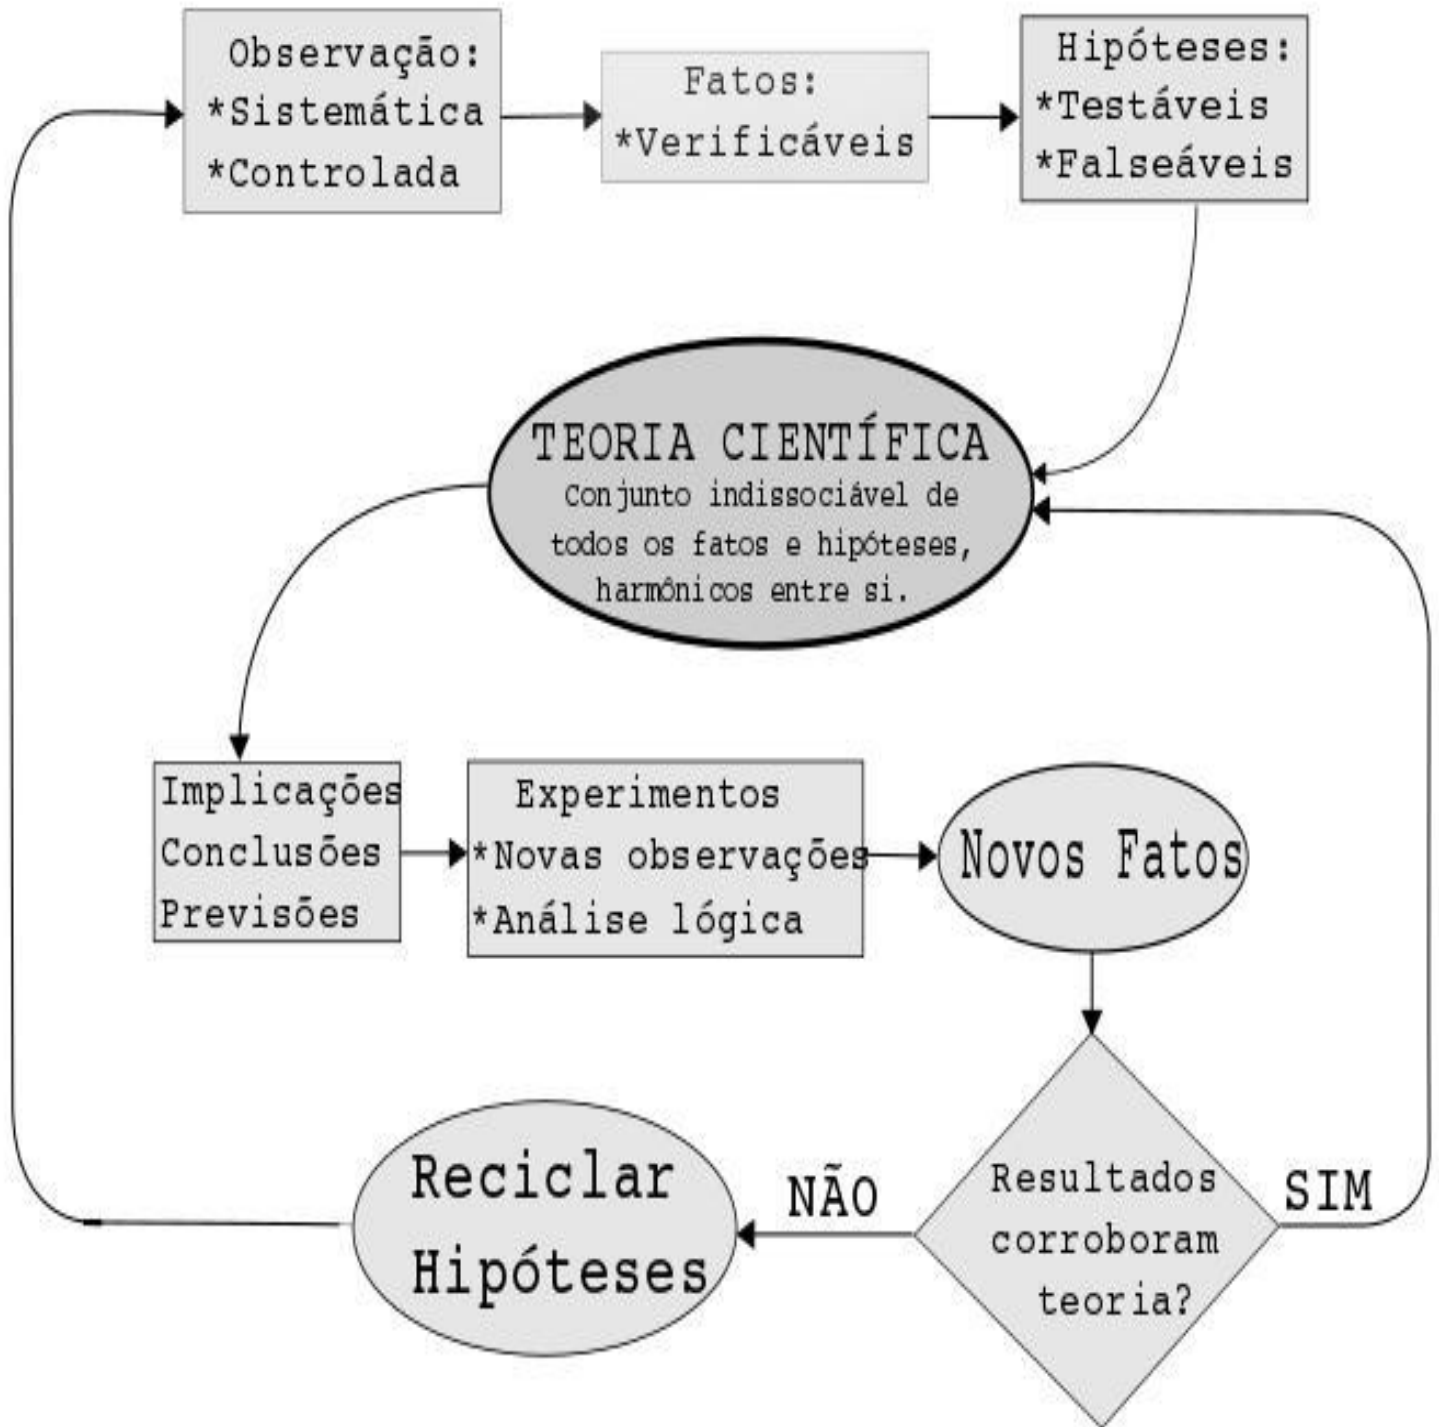 Observação:
*Sistemática
*Controlada
Fatos:
*Verificáveis
Hipóteses:
*Testáveis
*Falseáveis
TEORIA CIENTÍFICA
Conjunto indissociável de
todos os fatos e hipóteses,
harmônicos entre si.
Implicações
Conclusões
Previsões
Experimentos
*Novas observações
*Análise lógica
Novos Fatos
Resultados
corroboram
teoria?
SIM
NÃO
Reciclar
Hipóteses